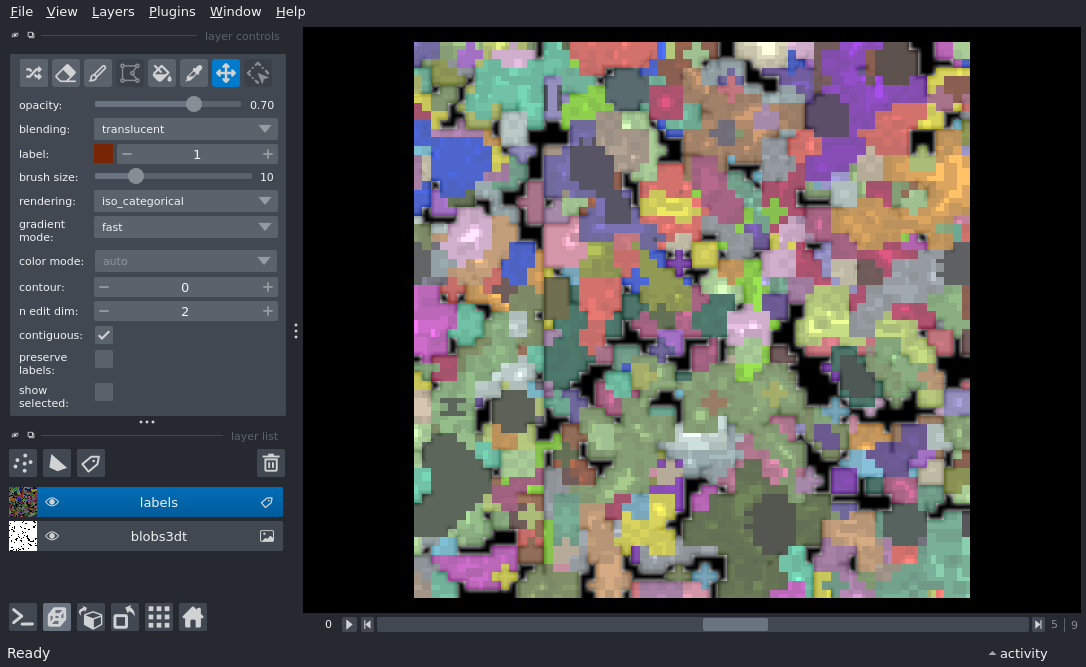 File View Layers Plugins Window Help
layer controls
opacity: 0.70
blending: translucent
label: 1
brush size: 10
rendering: iso_categorical
gradient
mode: fast
color mode: auto
contour: 0
n edit dim: 2
contiguous:
preserve
labels:
show
selected:
layer list
labels
blobs3dt
0 5 | 9
Ready activity